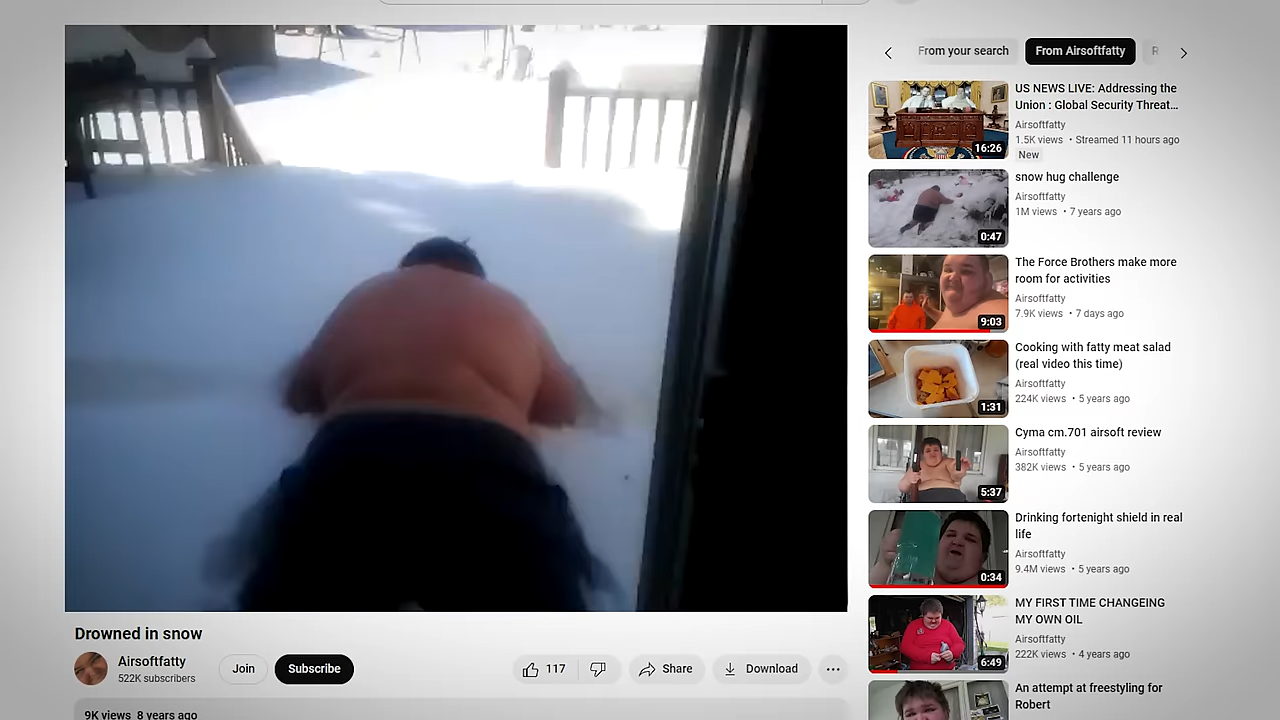 From your search
From Airsoftfatty
US NEWS LIVE: Addressing the
Union : Global Security Threat...
Airsoftfatty
1.5K views • Streamed 11 hours ago
New
16:26
snow hug challenge
Airsoftfatty
1M views • 7 years ago
0:47
The Force Brothers make more
room for activities
Airsoftfatty
7.9K views • 7 days ago
9:03
Cooking with fatty meat salad
(real video this time)
Airsoftfatty
224K views • 5 years ago
1:31
Cyma cm.701 airsoft review
Airsoftfatty
382K views • 5 years ago
5:37
Drinking fortenight shield in real
life
Airsoftfatty
9.4M views • 5 years ago
0:34
MY FIRST TIME CHANGEING
MY OWN OIL
Airsoftfatty
222K views • 4 years ago
6:49
An attempt at freestyling for
Robert
Drowned in snow
Airsoftfatty
522K subscribers
Join
Subscribe
117
Share
Download
9K views 8 years ago